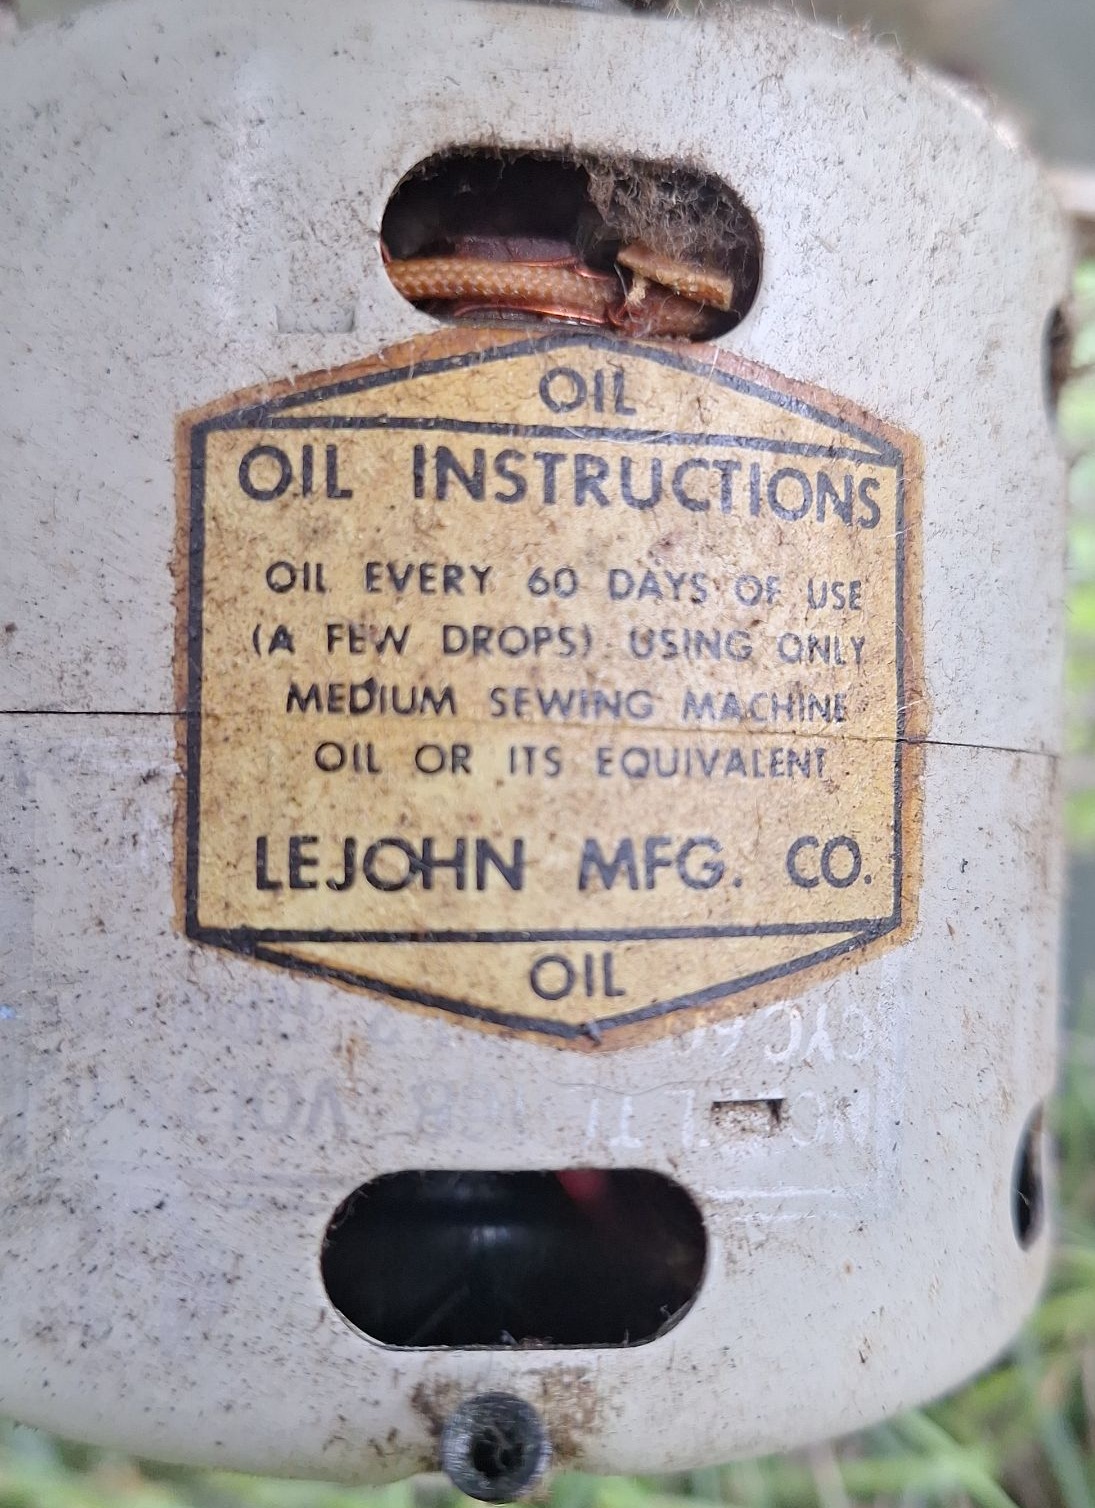 OIL
OIL INSTRUCTIONS
OIL EVERY 60 DAYS OF USE
(A FEW DROPS) USING ONLY
MEDIUM SEWING MACHINE
OIL OR ITS EQUIVALENT
LEJOHN MFG. CO.
OIL